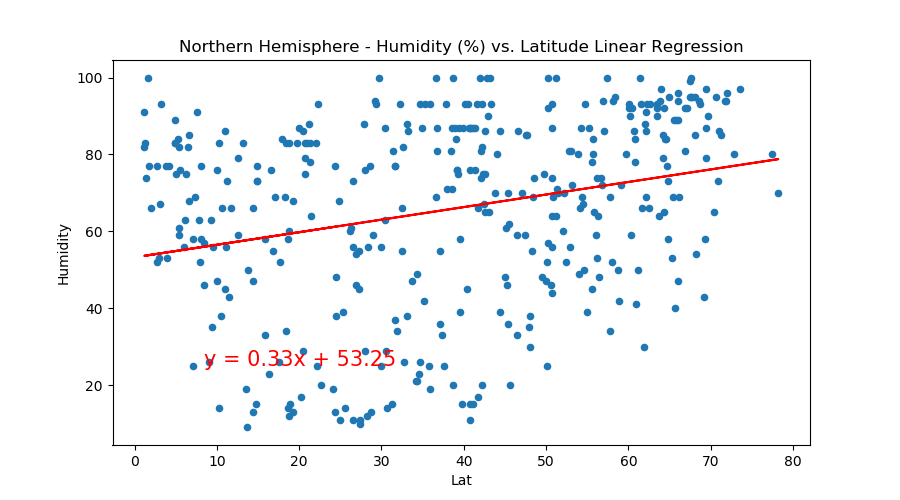 Northern Hemisphere - Humidity (%) vs. Latitude Linear Regression
100
80
60
40
20
Humidity
y = 0.33x + 53.25
0 10 20 30 40 50 60 70 80
Lat